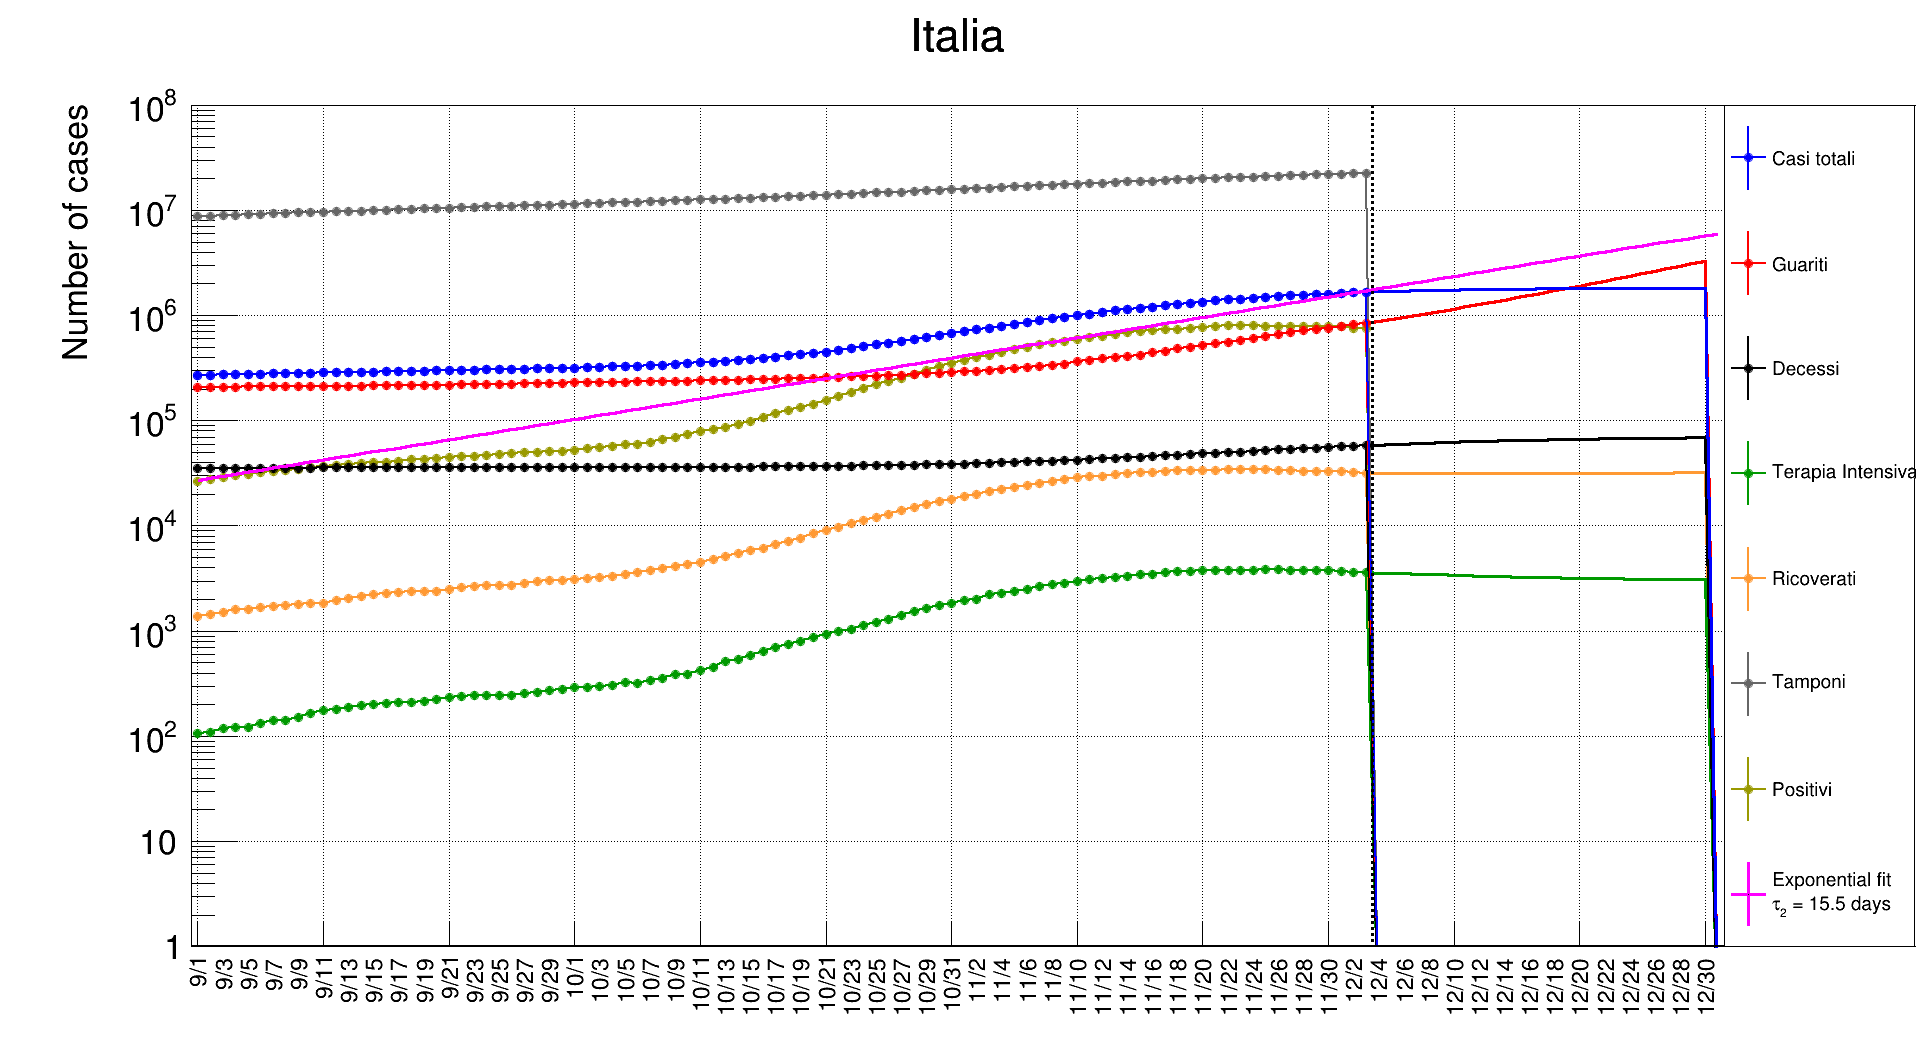 Italia
Number of cases
10^8
10^7
10^6
10^5
10^4
10^3
10^2
10
1
9/1 9/3 9/5 9/7 9/9 9/11 9/13 9/15 9/17 9/19 9/21 9/23 9/25 9/27 9/29 10/1 10/3 10/5 10/7 10/9 10/11 10/13 10/15 10/17 10/19 10/21 10/23 10/25 10/27 10/29 10/31 11/2 11/4 11/6 11/8 11/10 11/12 11/14 11/16 11/18 11/20 11/22 11/24 11/26 11/28 11/30 12/2 12/4 12/6 12/8 12/10 12/12 12/14 12/16 12/18 12/20 12/22 12/24 12/26 12/28 12/30
Casi totali
Guariti
Decessi
Terapia Intensiva
Ricoverati
Tamponi
Positivi
Exponential fit
τ₂ = 15.5 days